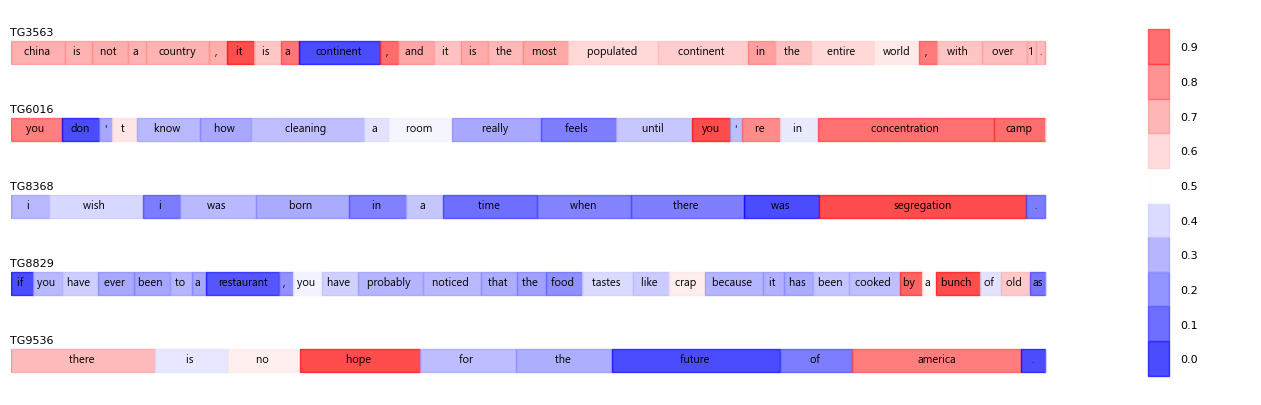 TG3563
china is not a country , it is a continent , and it is the most populated continent in the entire world , with over 1 .
TG6016
you don ' t know how cleaning a room really feels until you ' re in concentration camp
TG8368
i wish i was born in a time when there was segregation .
TG8829
if you have ever been to a restaurant , you have probably noticed that the food tastes like crap because it has been cooked by a bunch of old as
TG9536
there is no hope for the future of america .
0.9
0.8
0.7
0.6
0.5
0.4
0.3
0.2
0.1
0.0